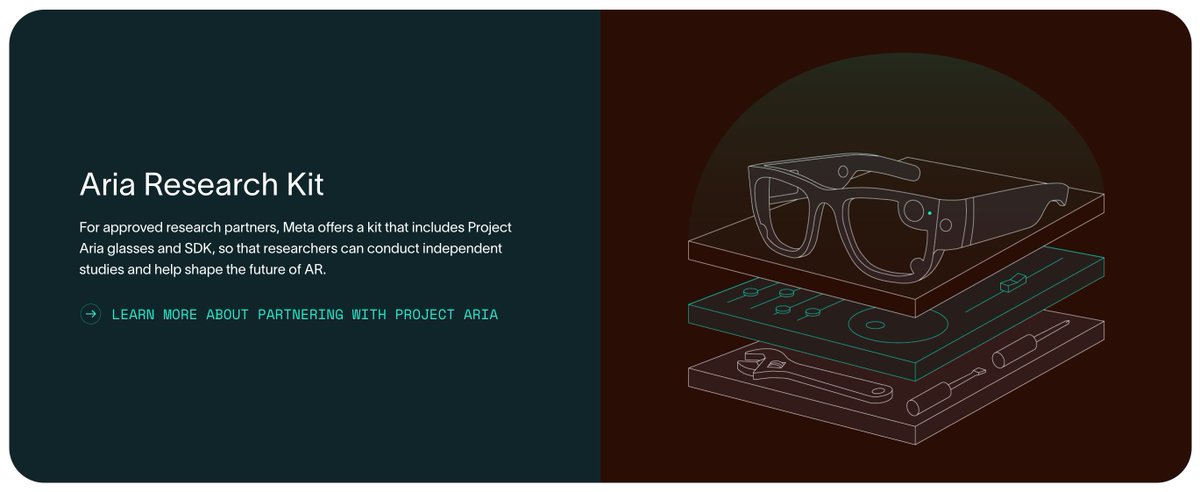 Aria Research Kit
For approved research partners, Meta offers a kit that includes Project
Aria glasses and SDK, so that researchers can conduct independent
studies and help shape the future of AR.
LEARN MORE ABOUT PARTNERING WITH PROJECT ARIA